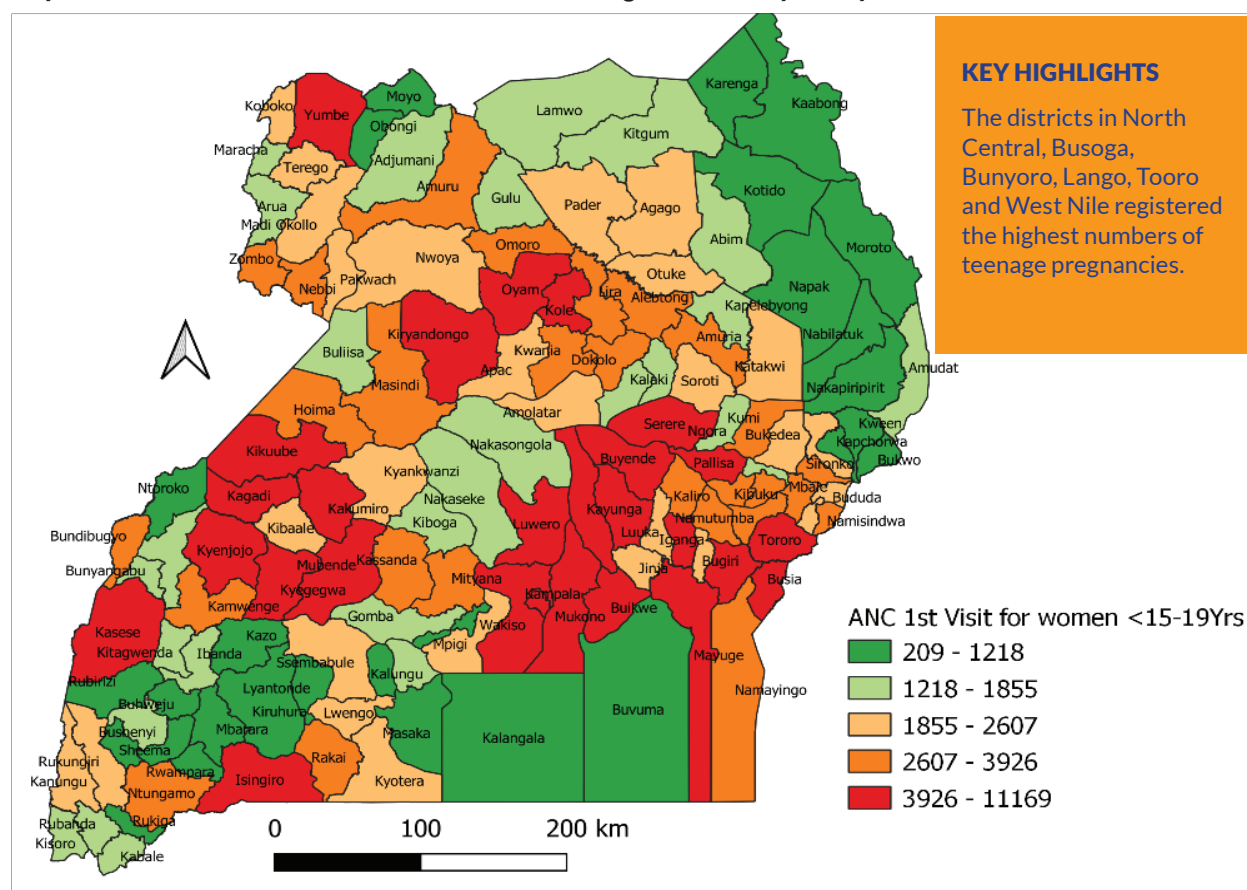 KEY HIGHLIGHTS
The districts in North
Central, Busoga,
Bunyoro, Lango, Tooro
and West Nile registered
the highest numbers of
teenage pregnancies.
Karenga
Kaabong
Koboko
Yumbe
Moyo
Obongi
Lamwo
Kitgum
Maracha
Terego
Adjumani
Kotido
Amuru
Gulu
Pader
Agago
Arua
Madi Okollo
Abim
Moroto
Zombo
Omoro
Nwoya
Otuke
Nebbi
Pakwach
Napak
Oyam
Lira
Alebtong
Kole
Kapelebyong
Kiryandongo
Amuria
Nabilatuk
Buliisa
Kwania
Dokolo
Katakwi
Apac
Amudat
Masindi
Kalaki
Soroti
Nakapiripirit
Hoima
Amolatar
Serere
Kumi
Ngora
Bukedea
Kween
Kapchorwa
Bukwo
Nakasongola
Kikuube
Buyende
Pallisa
Sironko
Kyankwanzi
Ntoroko
Kagadi
Nakaseke
Kakumiro
Kaliro
Kibuku
Mbale
Bududa
Kayunga
Kibaale
Kiboga
Luwero
Luuka
Namutumba
Namisindwa
Bundibugyo
Kyenjojo
Iganga
Tororo
Mubende
Kassanda
Mityana
Jinja
Bugiri
Bunyangabu
Busia
Kyegegwa
Kampala
Kamwenge
Gomba
Mukono
Buikwe
Wakiso
Kasese
Kazo
Kitagwenda
Ibanda
Mpigi
Ssembabule
Mayuge
Kalungu
Rubirizi
Lyantonde
Namayingo
Buhweju
Kiruhura
Lwengo
Buvuma
Bushenyi
Mbarara
Masaka
Kalangala
Sheema
Rukungiri
Rakai
Rwampara
Isingiro
Kyotera
Kanungu
Ntungamo
Rukiga
Rubanda
Kisoro
Kabale
ANC 1st Visit for women <15-19Yrs
209 - 1218
1218 - 1855
1855 - 2607
2607 - 3926
3926 - 11169
0 100 200 km